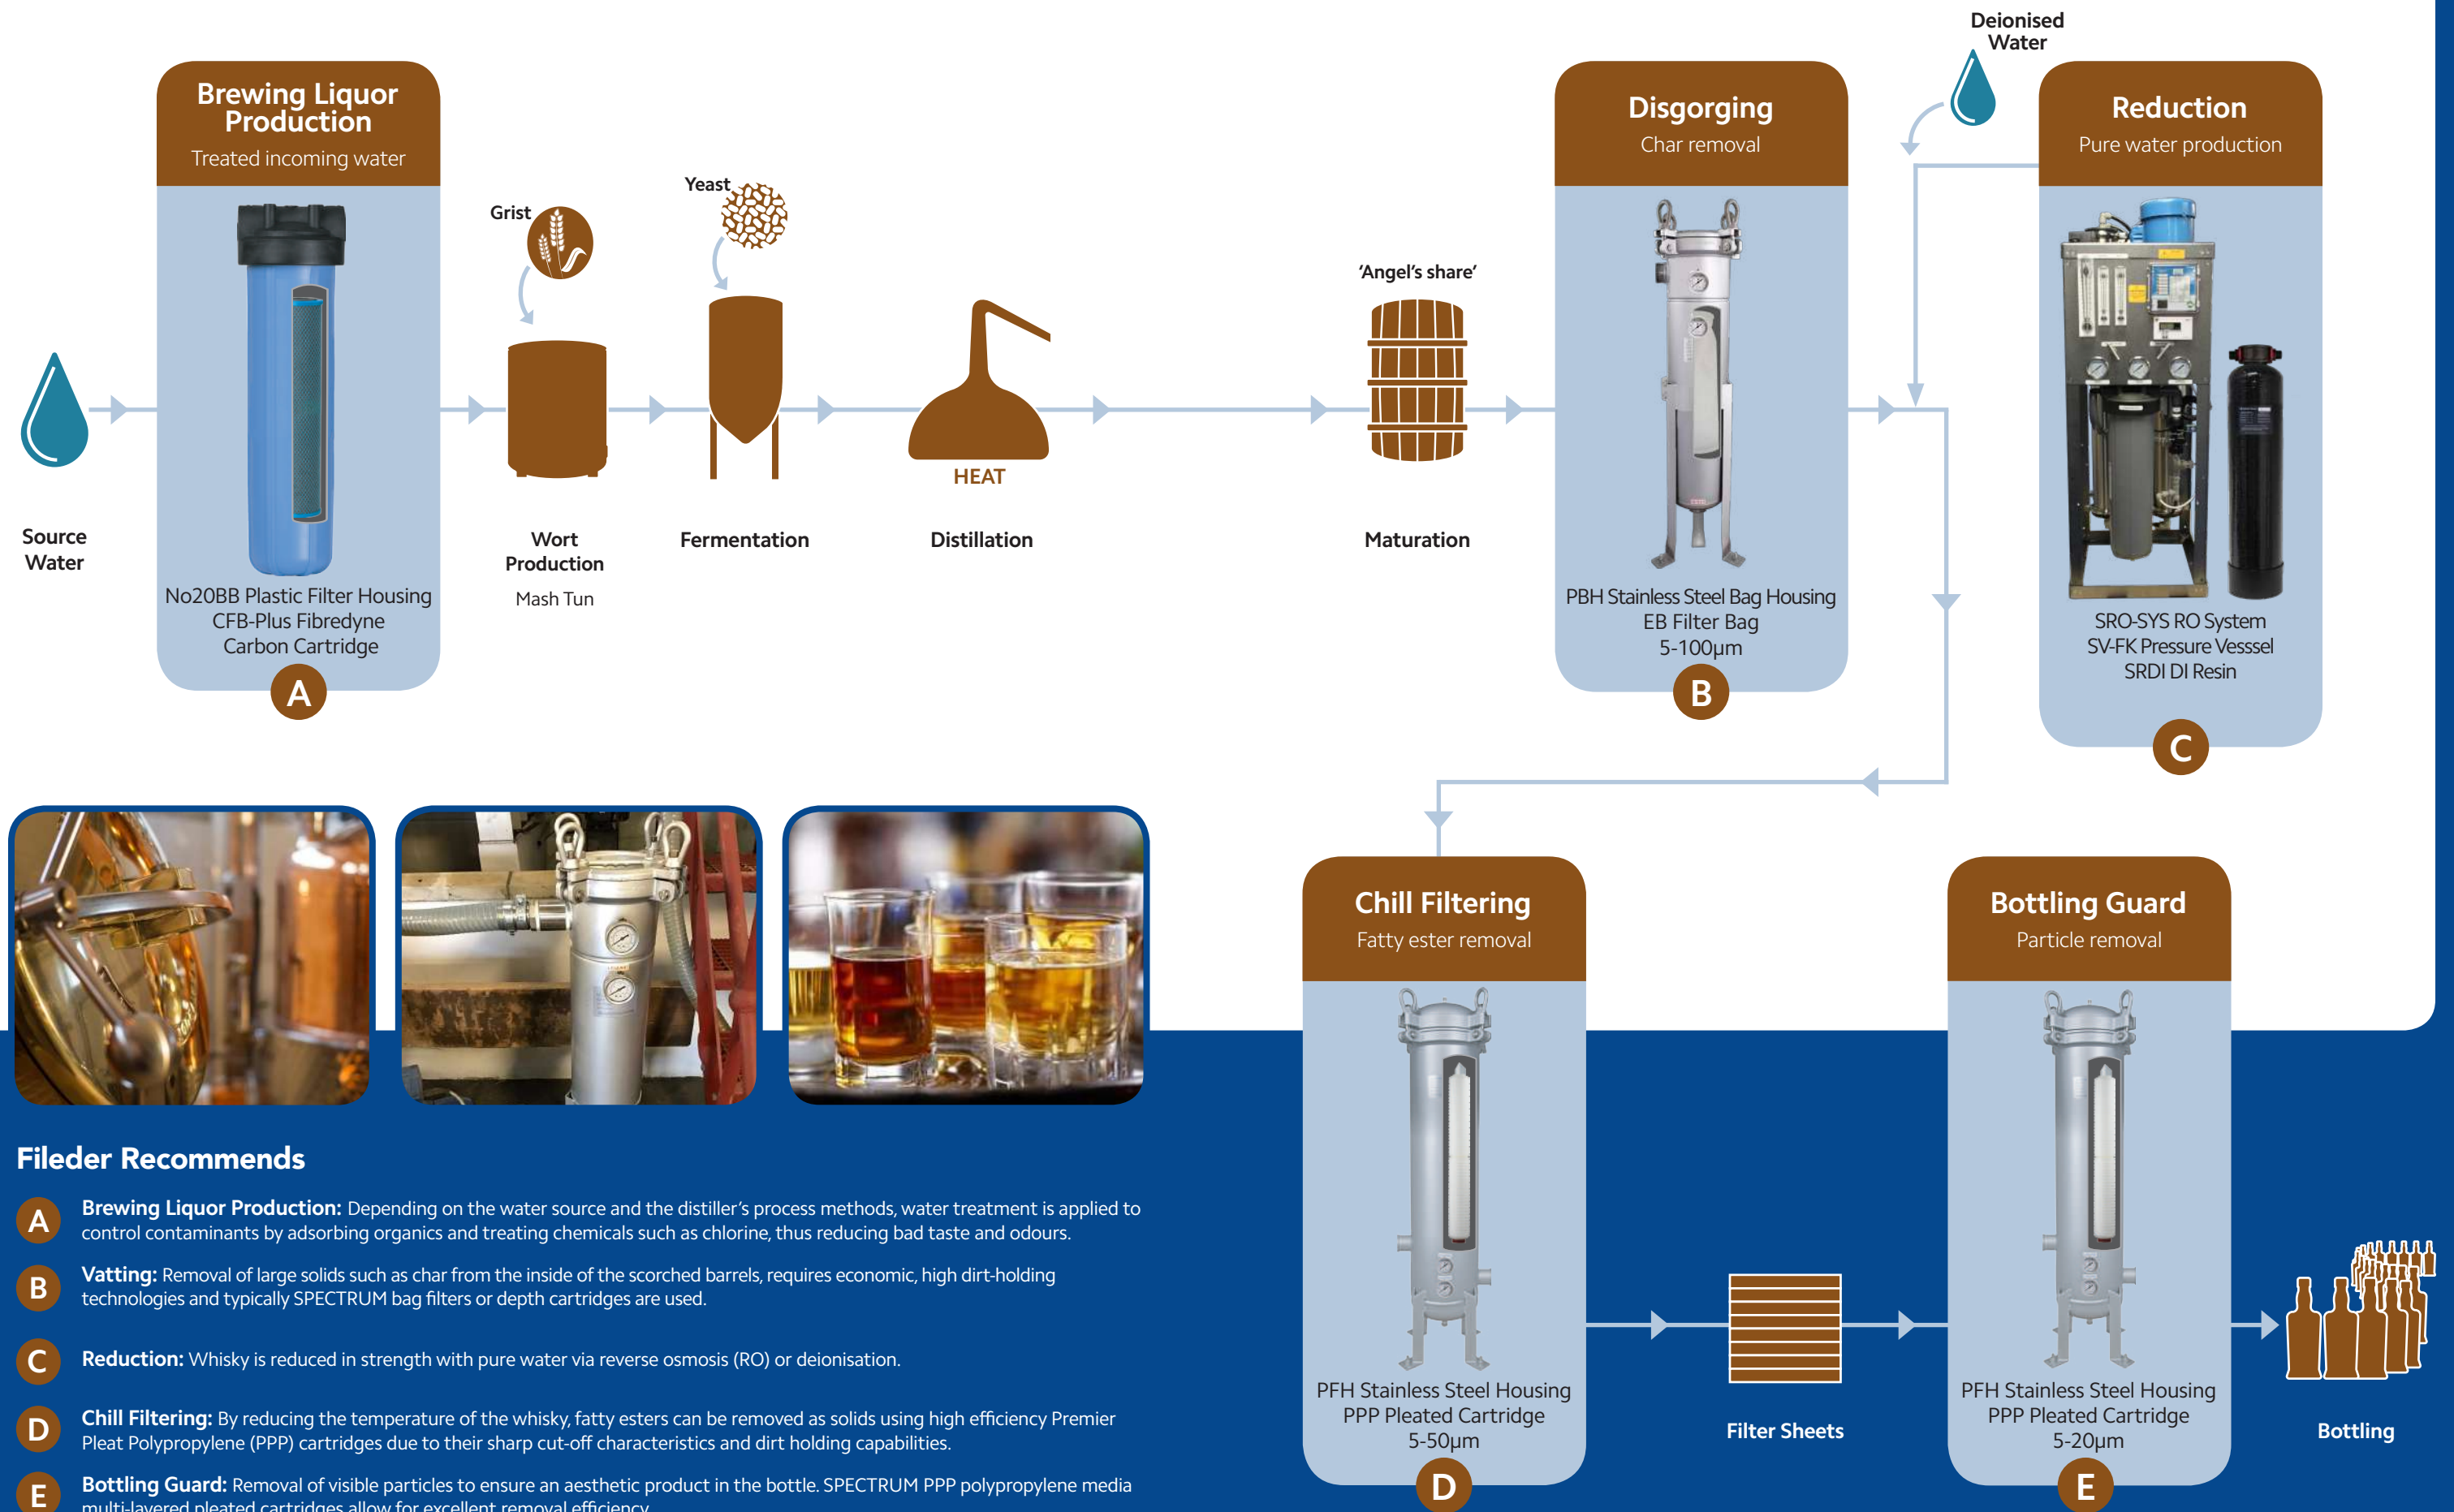 Deionised
Water
Brewing Liquor
Production
Treated incoming water
Disgorging
Char removal
Reduction
Pure water production
Grist
Yeast
‘Angel’s share’
HEAT
Source
Water
Wort
Production
Mash Tun
Fermentation
Distillation
Maturation
No20BB Plastic Filter Housing
CFB-Plus Fibredyne
Carbon Cartridge
A
PBH Stainless Steel Bag Housing
EB Filter Bag
5-100µm
B
SRO-SYS RO System
SV-FK Pressure Vesssel
SRDI DI Resin
C
Chill Filtering
Fatty ester removal
Bottling Guard
Particle removal
PFH Stainless Steel Housing
PPP Pleated Cartridge
5-50µm
D
Filter Sheets
PFH Stainless Steel Housing
PPP Pleated Cartridge
5-20µm
E
Bottling
Fileder Recommends
A
Brewing Liquor Production: Depending on the water source and the distiller’s process methods, water treatment is applied to
control contaminants by adsorbing organics and treating chemicals such as chlorine, thus reducing bad taste and odours.
B
Vatting: Removal of large solids such as char from the inside of the scorched barrels, requires economic, high dirt-holding
technologies and typically SPECTRUM bag filters or depth cartridges are used.
C
Reduction: Whisky is reduced in strength with pure water via reverse osmosis (RO) or deionisation.
D
Chill Filtering: By reducing the temperature of the whisky, fatty esters can be removed as solids using high efficiency Premier
Pleat Polypropylene (PPP) cartridges due to their sharp cut-off characteristics and dirt holding capabilities.
E
Bottling Guard: Removal of visible particles to ensure an aesthetic product in the bottle. SPECTRUM PPP polypropylene media
multi-layered pleated cartridges allow for excellent removal efficiency.